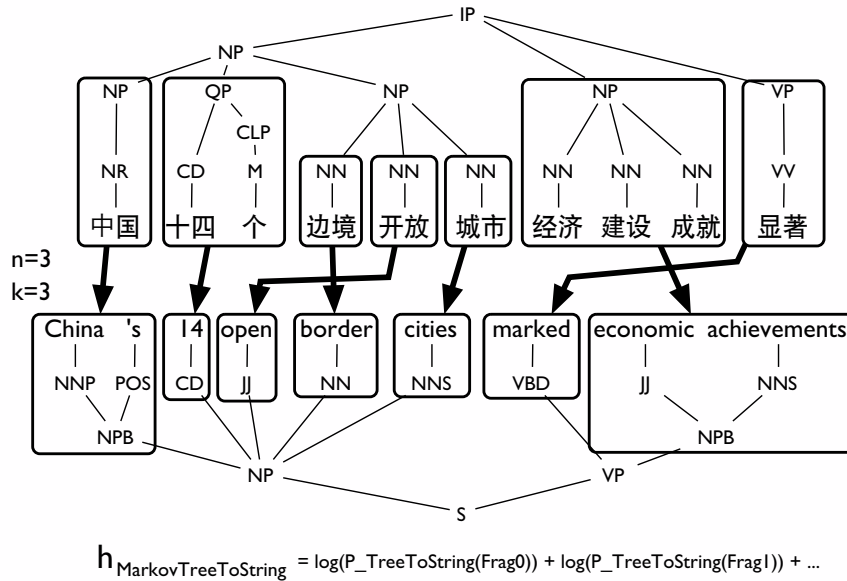 IP
NP
NP QP NP NP VP
CLP
NR CD M NN NN NN NN NN NN VV
中国 十四 个 边境 开放 城市 经济 建设 成就 显著
n=3
k=3
China 's 14 open border cities marked economic achievements
NNP POS CD JJ NN NNS VBD JJ NNS
NPB NPB
NP VP
S
h MarkovTreeToString = log(P_TreeToString(Frag0)) + log(P_TreeToString(Frag1)) + ...